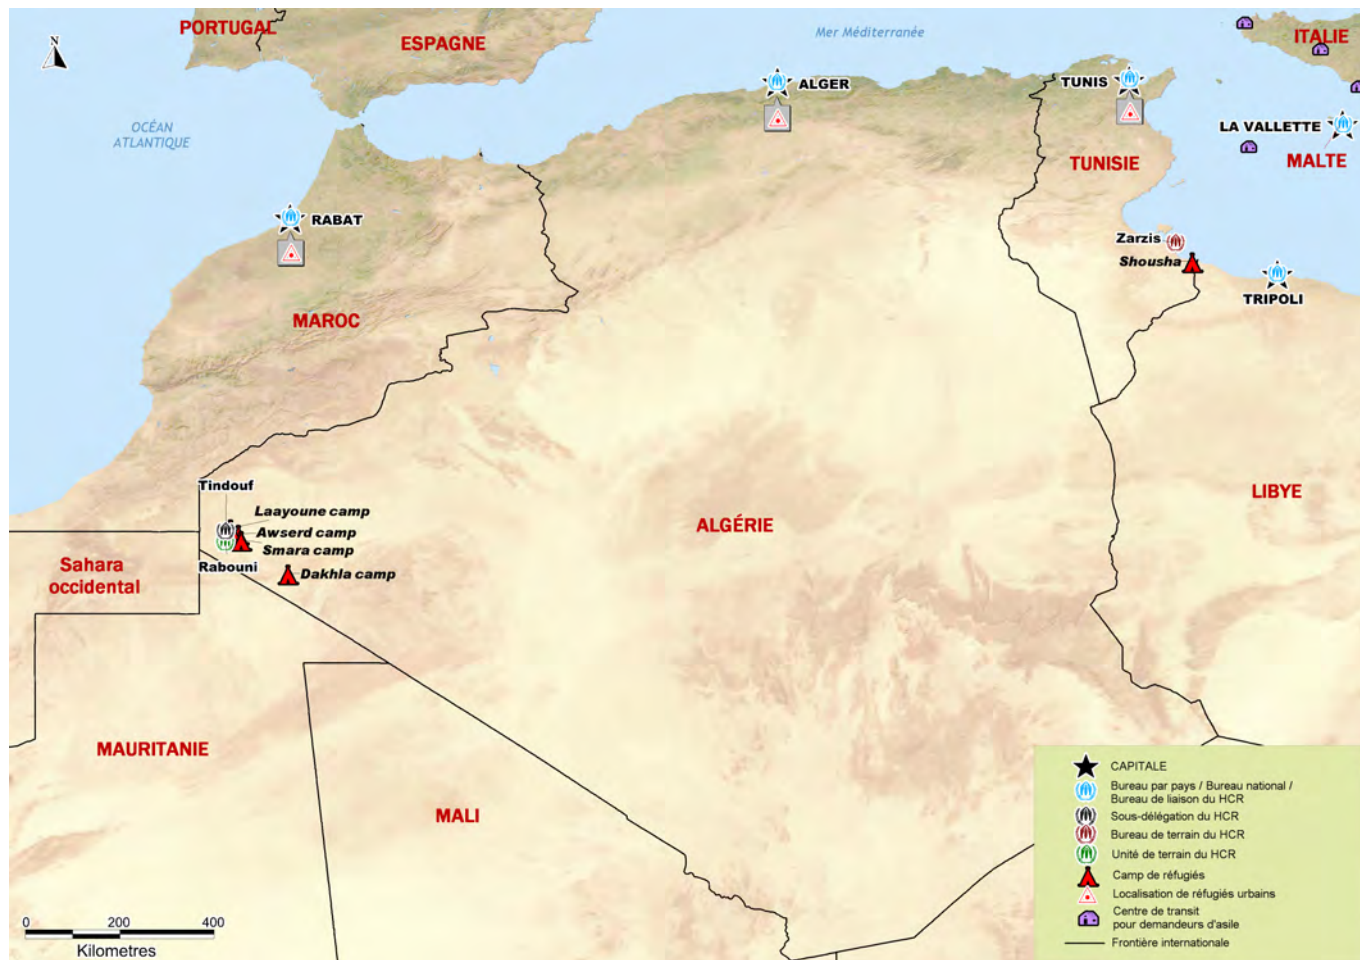 PORTUGAL
ESPAGNE
Mer Méditerranée
ITALIE
N
ALGER
TUNIS
OCÉAN
ATLANTIQUE
LA VALLETTE
MALTE
TUNISIE
RABAT
Zarzis
Shousha
TRIPOLI
MAROC
Tindouf
Laayoune camp
Awserd camp
Smara camp
Rabouni
Dakhla camp
Sahara
occidental
ALGÉRIE
LIBYE
MAURITANIE
MALI
CAPITALE
Bureau par pays / Bureau national /
Bureau de liaison du HCR
Sous-délégation du HCR
Bureau de terrain du HCR
Unité de terrain du HCR
Camp de réfugiés
Localisation de réfugiés urbains
Centre de transit
pour demandeurs d'asile
Frontière internationale
0 200 400
Kilometres